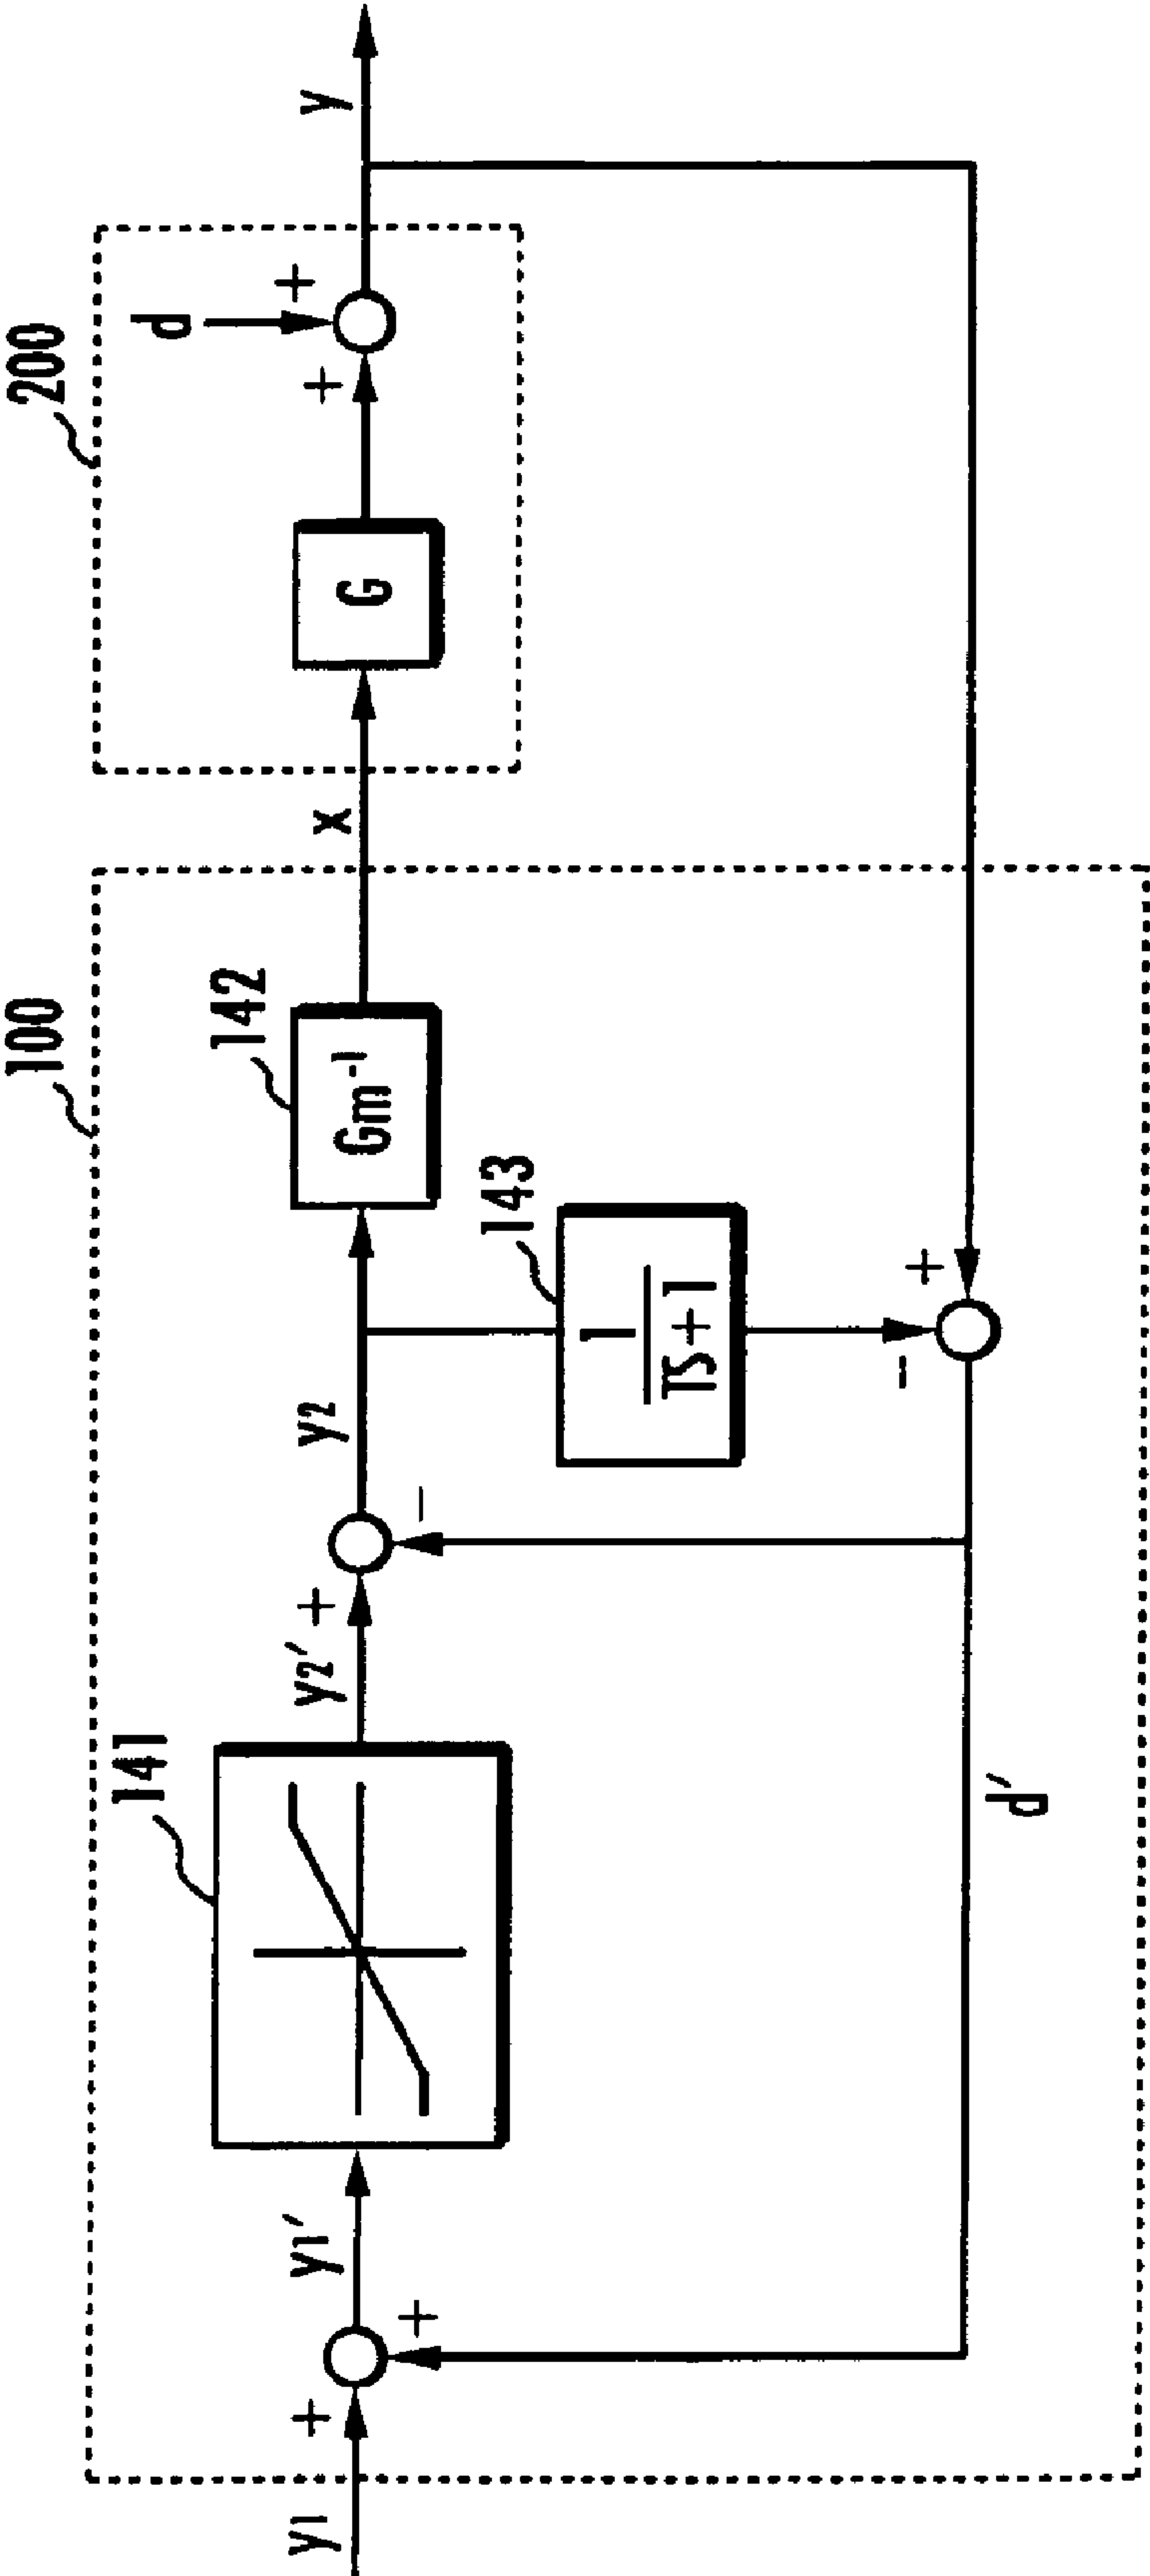 100
200
141
142
143
y1
+
+
y1′
y2′
+
-
y2
Gm⁻¹
1
TS+1
-
+
x
G
+
d
+
y
d′